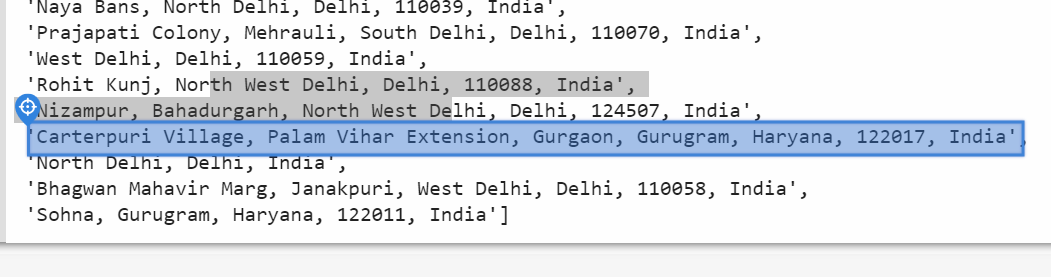 'Naya Bans, North Delhi, Delhi, 110039, India',
'Prajapati Colony, Mehrauli, South Delhi, Delhi, 110070, India',
'West Delhi, Delhi, 110059, India',
'Rohit Kunj, North West Delhi, Delhi, 110088, India',
'Nizampur, Bahadurgarh, North West Delhi, Delhi, 124507, India',
'Carterpuri Village, Palam Vihar Extension, Gurgaon, Gurugram, Haryana, 122017, India',
'North Delhi, Delhi, India',
'Bhagwan Mahavir Marg, Janakpuri, West Delhi, Delhi, 110058, India',
'Sohna, Gurugram, Haryana, 122011, India']